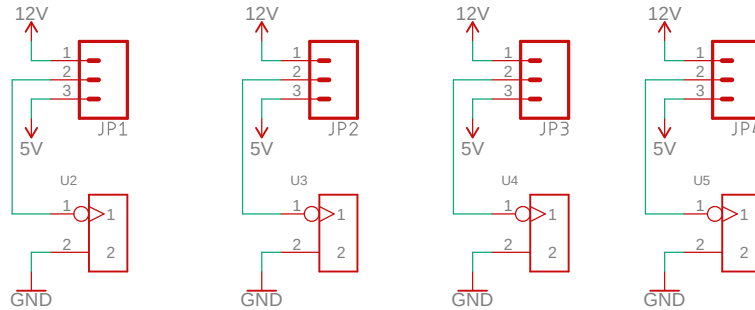 12V 12V 12V 12V
1 1 1 1
2 2 2 2
3 3 3 3
JP1 JP2 JP3 JP4
5V 5V 5V 5V
U2 U3 U4 U5
1 1 1 1 1 1 1 1
2 2 2 2 2 2 2 2
GND GND GND GND